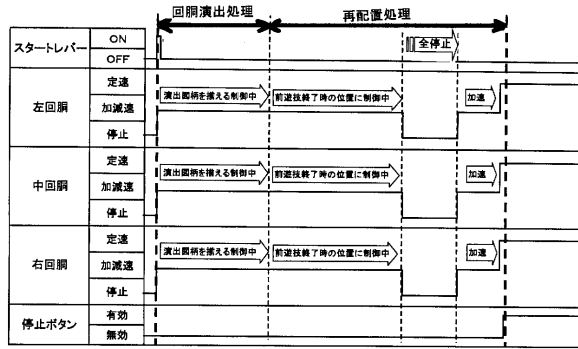 回胴演出処理 再配置処理
スタートレバー ON 全停止
OFF
定速
左回胴 加減速 演出図柄を揃える制御中 前遊技終了時の位置に制御中 加速
停止
定速
中回胴 加減速 演出図柄を揃える制御中 前遊技終了時の位置に制御中 加速
停止
定速
右回胴 加減速 演出図柄を揃える制御中 前遊技終了時の位置に制御中 加速
停止
停止ボタン 有効
無効